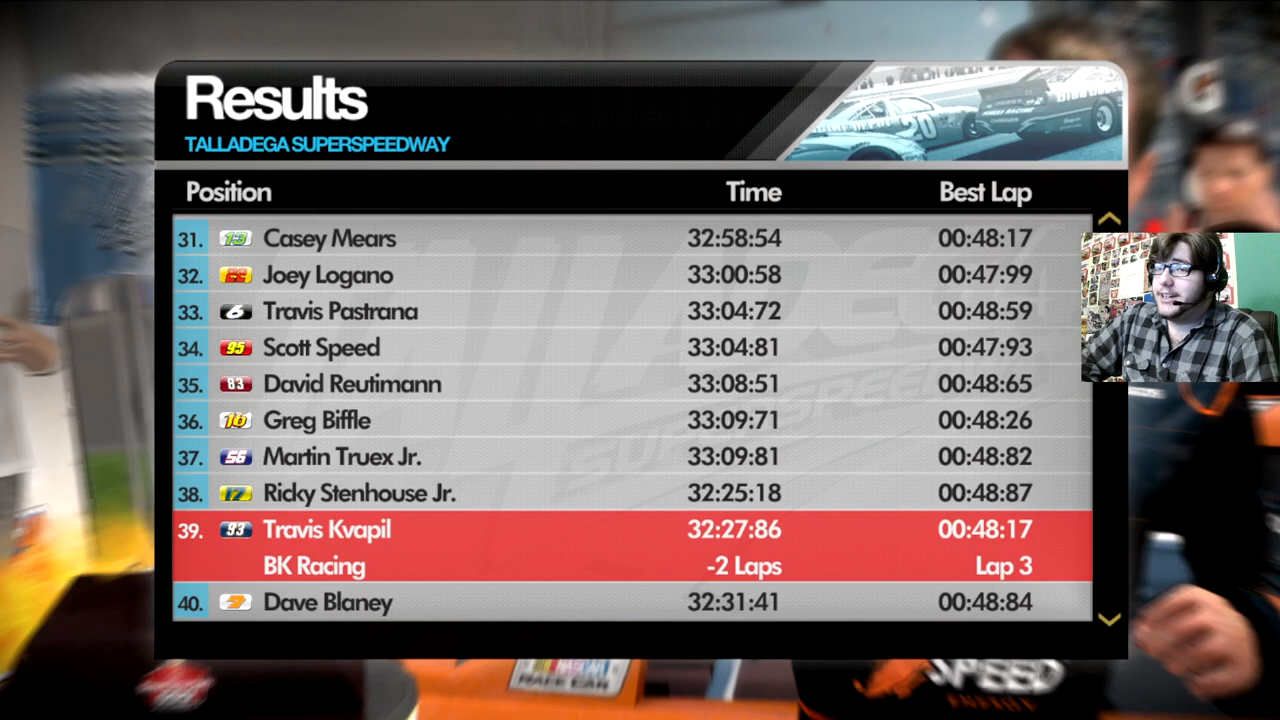 Results
TALLADEGA SUPERSPEEDWAY
Position Time Best Lap
31. 13 Casey Mears 32:58:54 00:48:17
32. 22 Joey Logano 33:00:58 00:47:99
33. 6 Travis Pastrana 33:04:72 00:48:59
34. 95 Scott Speed 33:04:81 00:47:93
35. 83 David Reutimann 33:08:51 00:48:65
36. 16 Greg Biffle 33:09:71 00:48:26
37. 56 Martin Truex Jr. 33:09:81 00:48:82
38. 17 Ricky Stenhouse Jr. 32:25:18 00:48:87
39. 93 Travis Kvapil 32:27:86 00:48:17
BK Racing -2 Laps Lap 3
40. 7 Dave Blaney 32:31:41 00:48:84
NASCAR
RACE CAR
SPEED
ENERGY